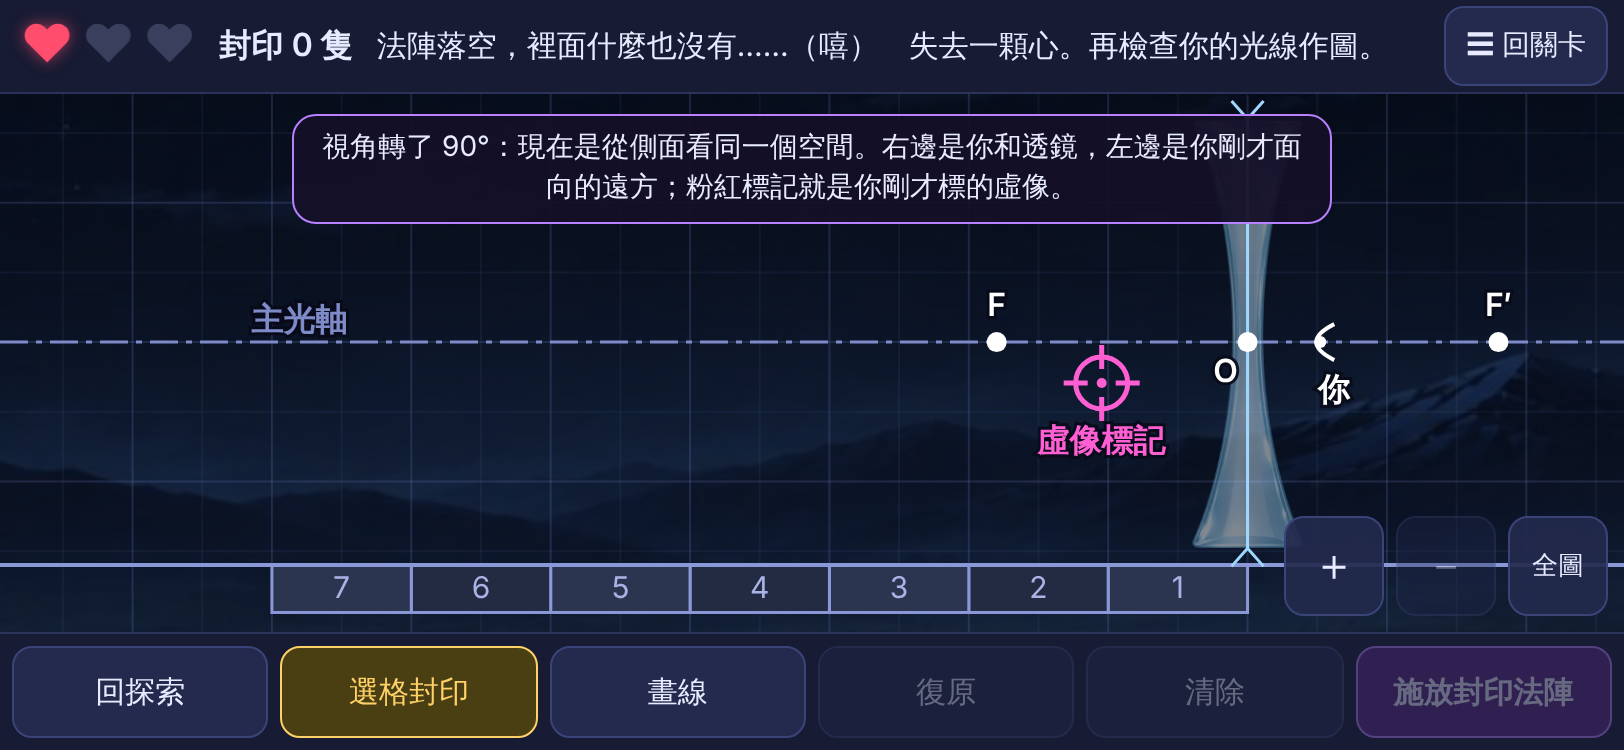 封印 0 隻 法陣落空，裡面什麼也沒有……（嘻） 失去一顆心。再檢查你的光線作圖。 ☰ 回關卡
視角轉了 90°：現在是從側面看同一個空間。右邊是你和透鏡，左邊是你剛才面
向的遠方；粉紅標記就是你剛才標的虛像。
主光軸
F
F′
O
你
虛像標記
7 6 5 4 3 2 1
+ − 全圖
回探索 選格封印 畫線 復原 清除 施放封印法陣